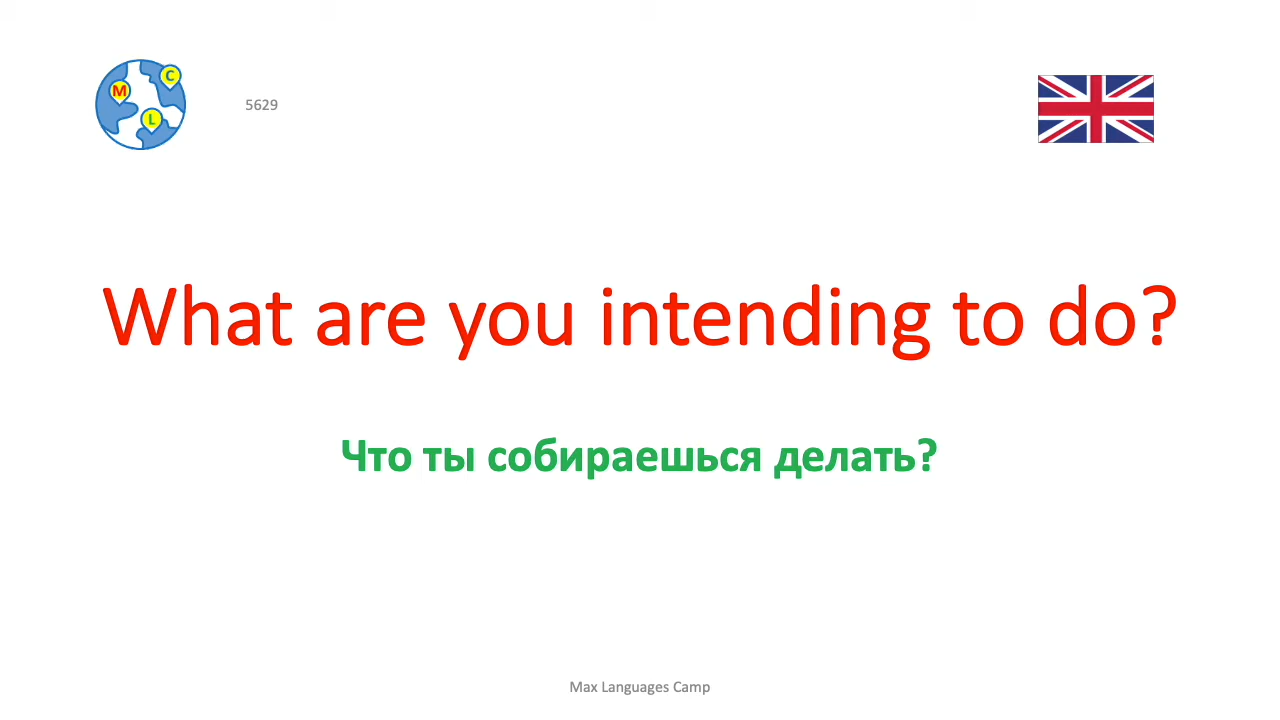 M
C
L
5629
What are you intending to do?
Что ты собираешься делать?
Max Languages Camp